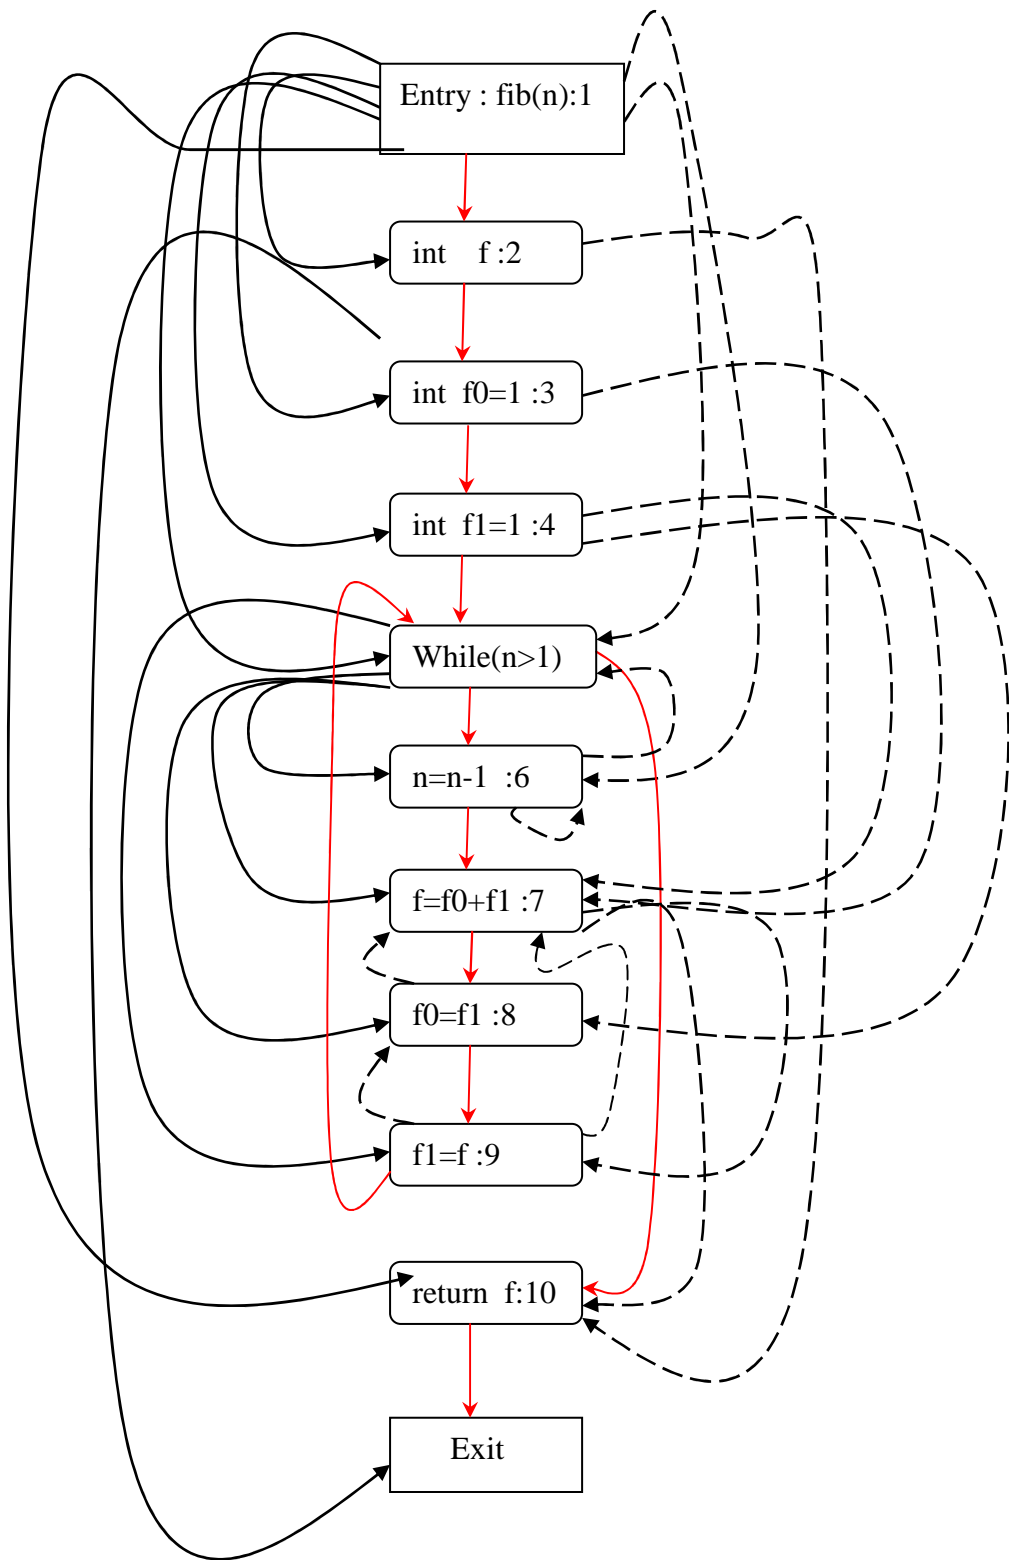 Entry : fib(n):1
int f :2
int f0=1 :3
int f1=1 :4
While(n>1)
n=n-1 :6
f=f0+f1 :7
f0=f1 :8
f1=f :9
return f:10
Exit